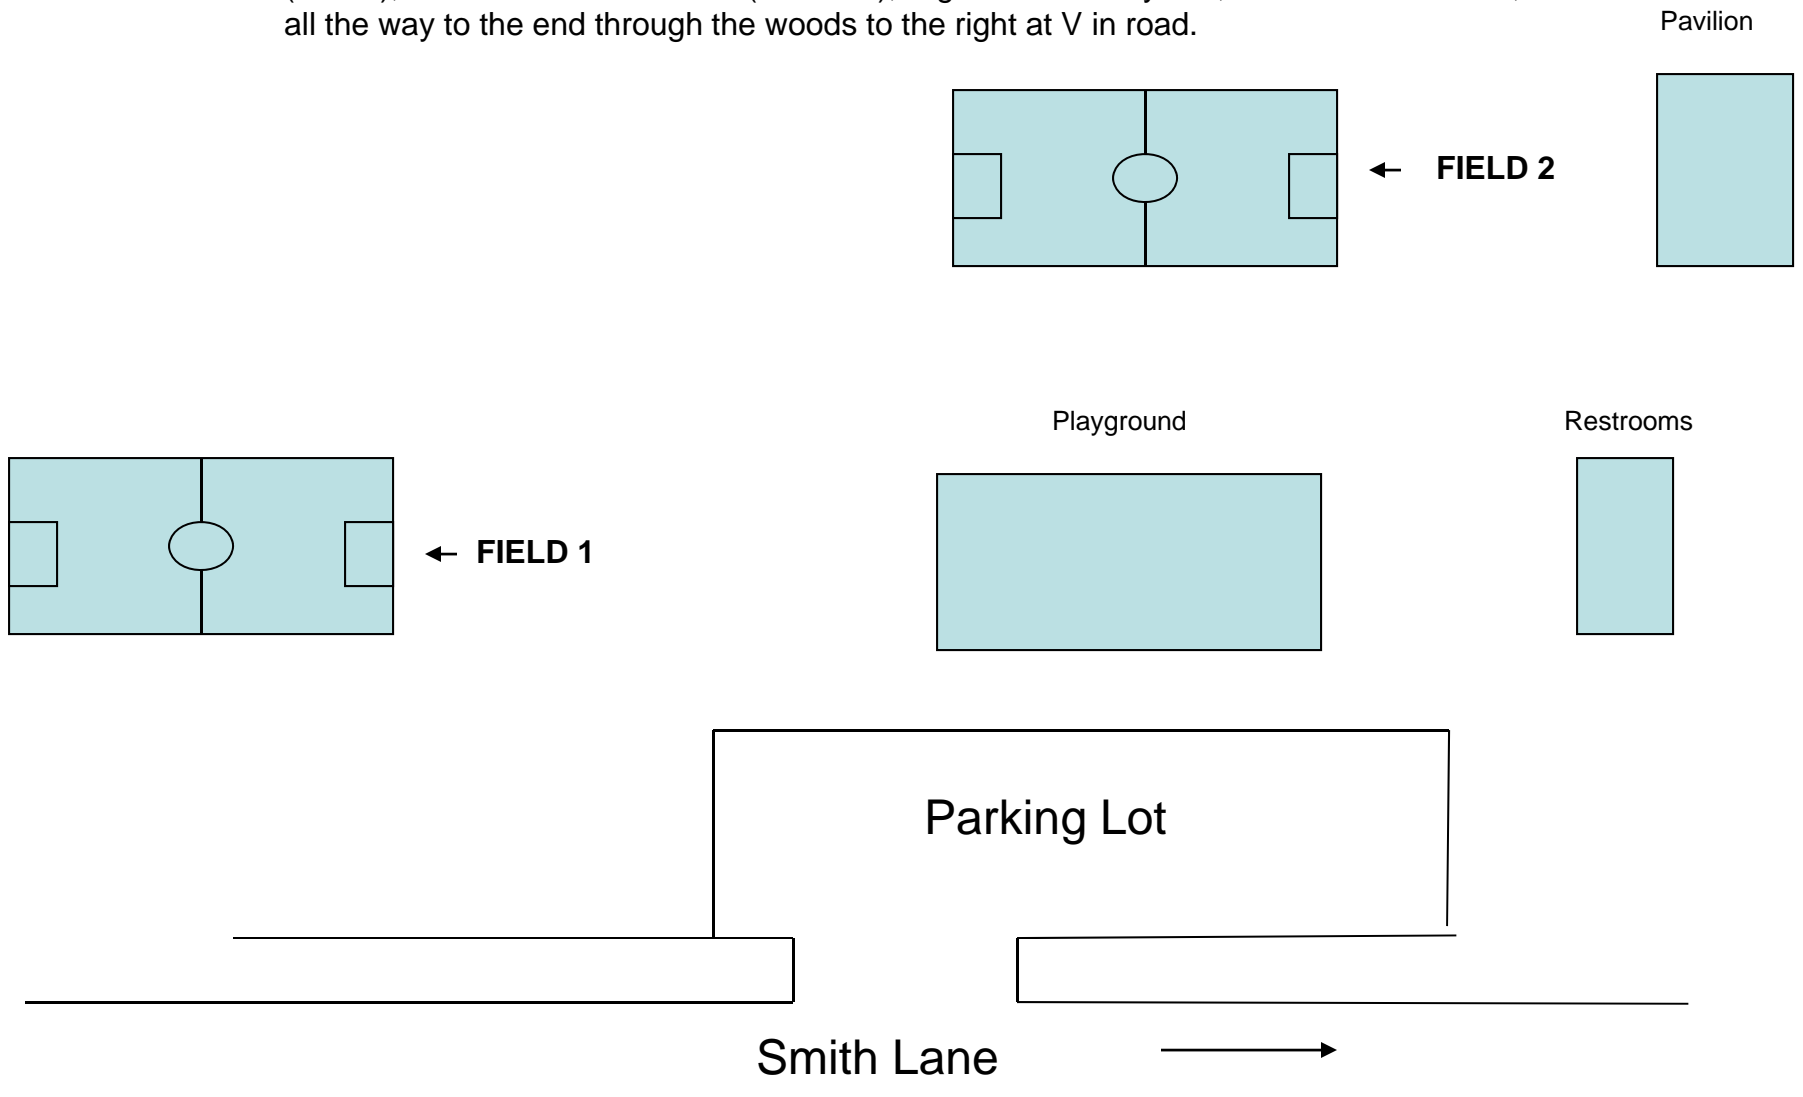 all the way to the end through the woods to the right at V in road.
Pavilion
FIELD 2
Playground
Restrooms
FIELD 1
Parking Lot
Smith Lane